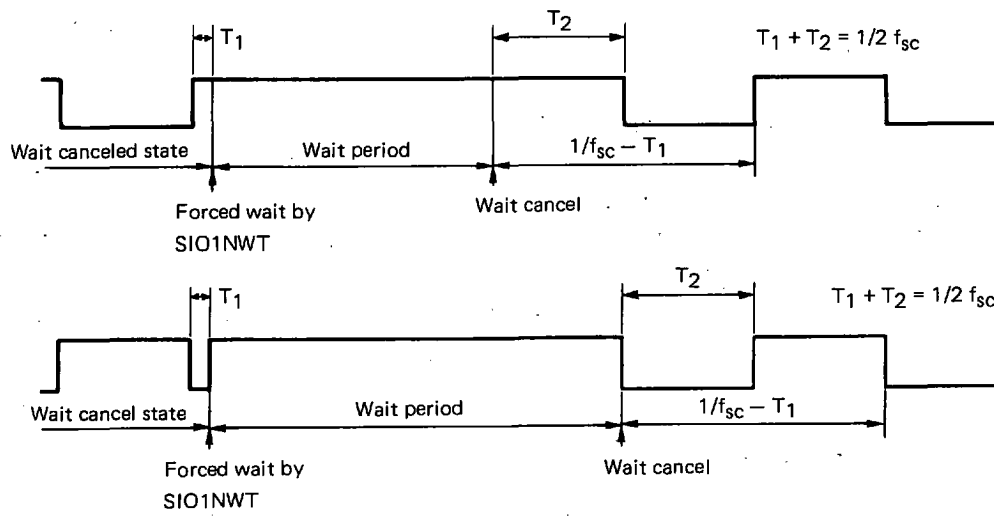 T1
T2
T1 + T2 = 1/2 fsc
Wait canceled state
Wait period
1/fsc – T1
Forced wait by
SIO1NWT
Wait cancel
T1
T2
T1 + T2 = 1/2 fsc
Wait cancel state
Wait period
1/fsc – T1
Forced wait by
SIO1NWT
Wait cancel